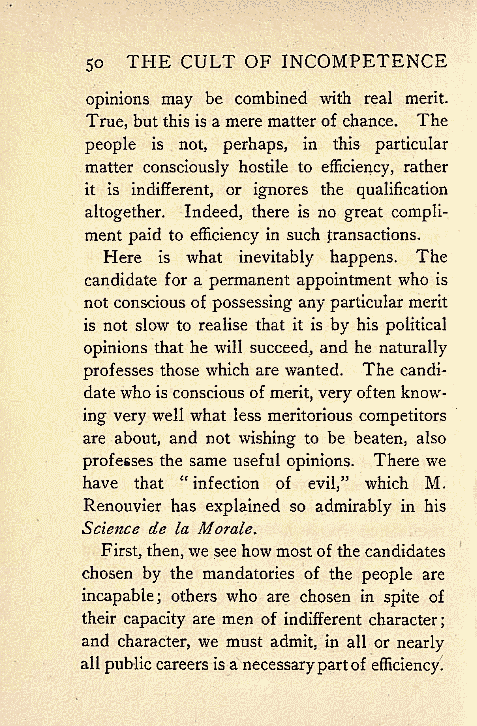 50 THE CULT OF INCOMPETENCE
opinions may be combined with real merit.
True, but this is a mere matter of chance. The
people is not, perhaps, in this particular
matter consciously hostile to efficiency, rather
it is indifferent, or ignores the qualification
altogether. Indeed, there is no great compli-
ment paid to efficiency in such transactions.
Here is what inevitably happens. The
candidate for a permanent appointment who is
not conscious of possessing any particular merit
is not slow to realise that it is by his political
opinions that he will succeed, and he naturally
professes those which are wanted. The candi-
date who is conscious of merit, very often know-
ing very well what less meritorious competitors
are about, and not wishing to be beaten, also
professes the same useful opinions. There we
have that "infection of evil," which M.
Renouvier has explained so admirably in his
Science de la Morale.
First, then, we see how most of the candidates
chosen by the mandatories of the people are
incapable; others who are chosen in spite of
their capacity are men of indifferent character;
and character, we must admit, in all or nearly
all public careers is a necessary part of efficiency.